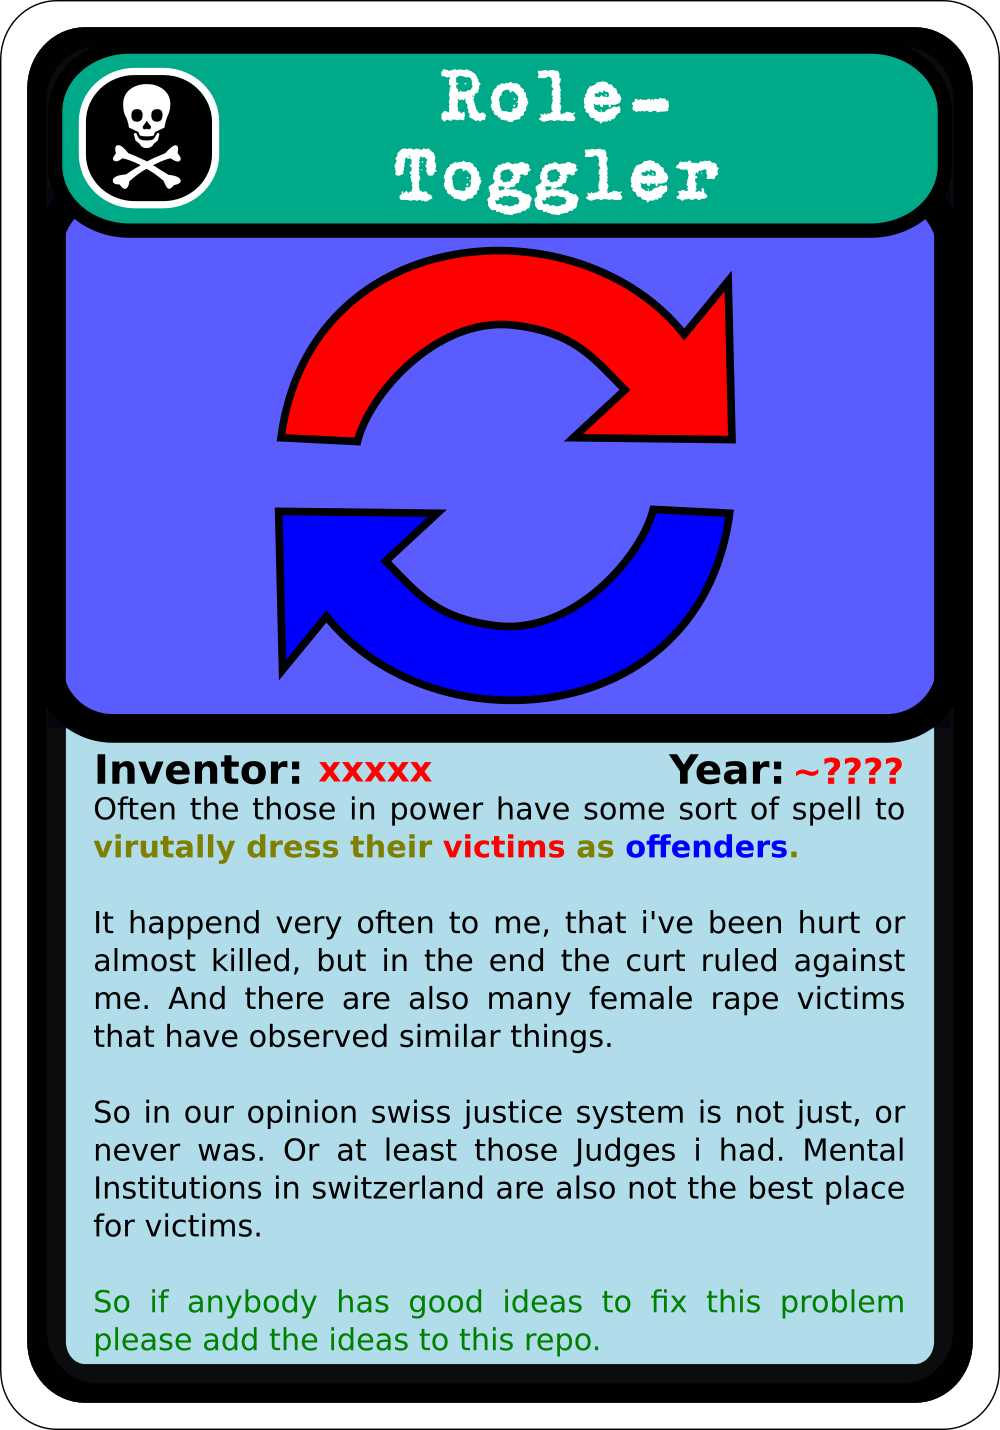 Role-
Toggler
Inventor: xxxxx Year: ~????
Often the those in power have some sort of spell to
virutally dress their victims as offenders.
It happend very often to me, that i've been hurt or
almost killed, but in the end the curt ruled against
me. And there are also many female rape victims
that have observed similar things.
So in our opinion swiss justice system is not just, or
never was. Or at least those Judges i had. Mental
Institutions in switzerland are also not the best place
for victims.
So if anybody has good ideas to fix this problem
please add the ideas to this repo.